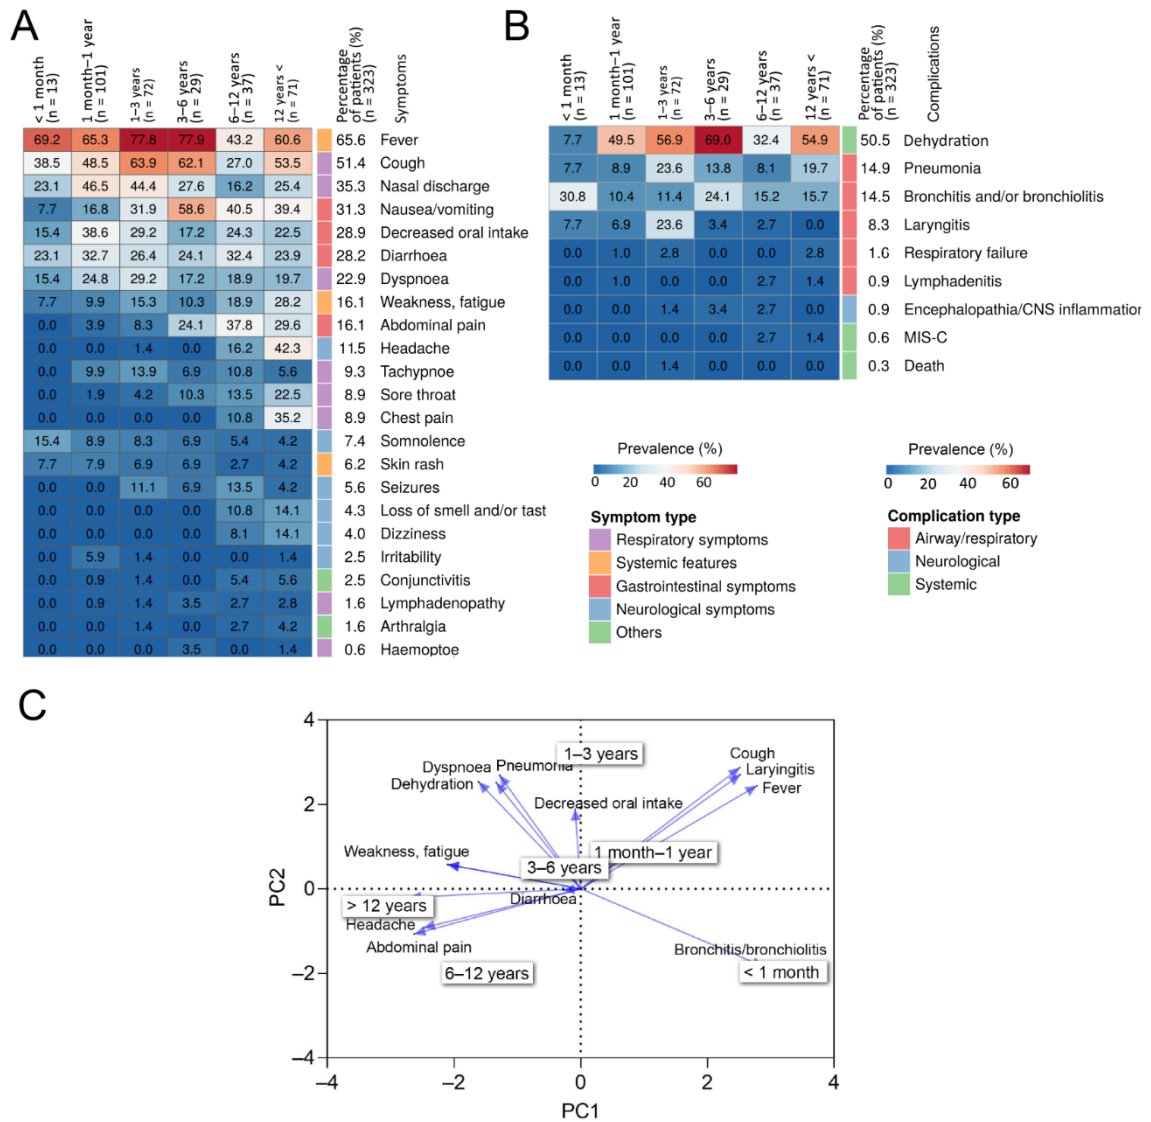 A
< 1 month (n = 13)
1 month–1 year (n = 101)
1–3 years (n = 72)
3–6 years (n = 29)
6–12 years (n = 37)
12 years < (n = 71)
Percentage of patients (%) (n = 323)
Symptoms
69.2 65.3 77.8 77.9 43.2 60.6 65.6 Fever
38.5 48.5 63.9 62.1 27.0 53.5 51.4 Cough
23.1 46.5 44.4 27.6 16.2 25.4 35.3 Nasal discharge
7.7 16.8 31.9 58.6 40.5 39.4 31.3 Nausea/vomiting
15.4 38.6 29.2 17.2 24.3 22.5 28.9 Decreased oral intake
23.1 32.7 26.4 24.1 32.4 23.9 28.2 Diarrhoea
15.4 24.8 29.2 17.2 18.9 19.7 22.9 Dyspnoea
7.7 9.9 15.3 10.3 18.9 28.2 16.1 Weakness, fatigue
0.0 3.9 8.3 24.1 37.8 29.6 16.1 Abdominal pain
0.0 0.0 1.4 0.0 16.2 42.3 11.5 Headache
0.0 9.9 13.9 6.9 10.8 5.6 9.3 Tachypnoe
0.0 1.9 4.2 10.3 13.5 22.5 8.9 Sore throat
0.0 0.0 0.0 0.0 10.8 35.2 8.9 Chest pain
15.4 8.9 8.3 6.9 5.4 4.2 7.4 Somnolence
7.7 7.9 6.9 6.9 2.7 4.2 6.2 Skin rash
0.0 0.0 11.1 6.9 13.5 4.2 5.6 Seizures
0.0 0.0 0.0 0.0 10.8 14.1 4.3 Loss of smell and/or tast
0.0 0.0 0.0 0.0 8.1 14.1 4.0 Dizziness
0.0 5.9 1.4 0.0 0.0 1.4 2.5 Irritability
0.0 0.9 1.4 0.0 5.4 5.6 2.5 Conjunctivitis
0.0 0.9 1.4 3.5 2.7 2.8 1.6 Lymphadenopathy
0.0 0.0 1.4 0.0 2.7 4.2 1.6 Arthralgia
0.0 0.0 0.0 3.5 0.0 1.4 0.6 Haemoptoe
B
< 1 month (n = 13)
1 month–1 year (n = 101)
1–3 years (n = 72)
3–6 years (n = 29)
6–12 years (n = 37)
12 years < (n = 71)
Percentage of patients (%) (n = 323)
Complications
7.7 49.5 56.9 69.0 32.4 54.9 50.5 Dehydration
7.7 8.9 23.6 13.8 8.1 19.7 14.9 Pneumonia
30.8 10.4 11.4 24.1 15.2 15.7 14.5 Bronchitis and/or bronchiolitis
7.7 6.9 23.6 3.4 2.7 0.0 8.3 Laryngitis
0.0 1.0 2.8 0.0 0.0 2.8 1.6 Respiratory failure
0.0 1.0 0.0 0.0 2.7 1.4 0.9 Lymphadenitis
0.0 0.0 1.4 3.4 2.7 0.0 0.9 Encephalopathia/CNS inflammation
0.0 0.0 0.0 0.0 2.7 1.4 0.6 MIS-C
0.0 0.0 1.4 0.0 0.0 0.0 0.3 Death
Prevalence (%)
0 20 40 60
Symptom type
Respiratory symptoms
Systemic features
Gastrointestinal symptoms
Neurological symptoms
Others
Prevalence (%)
0 20 40 60
Complication type
Airway/respiratory
Neurological
Systemic
C
4
2
0
–2
–4
PC2
1–3 years
Cough
Laryingitis
Fever
Dyspnoea
Pneumonia
Dehydration
Decreased oral intake
Weakness, fatigue
1 month–1 year
3–6 years
Diarrhoea
> 12 years
Headache
Abdominal pain
6–12 years
Bronchitis/bronchiolitis
< 1 month
–4 –2 0 2 4
PC1